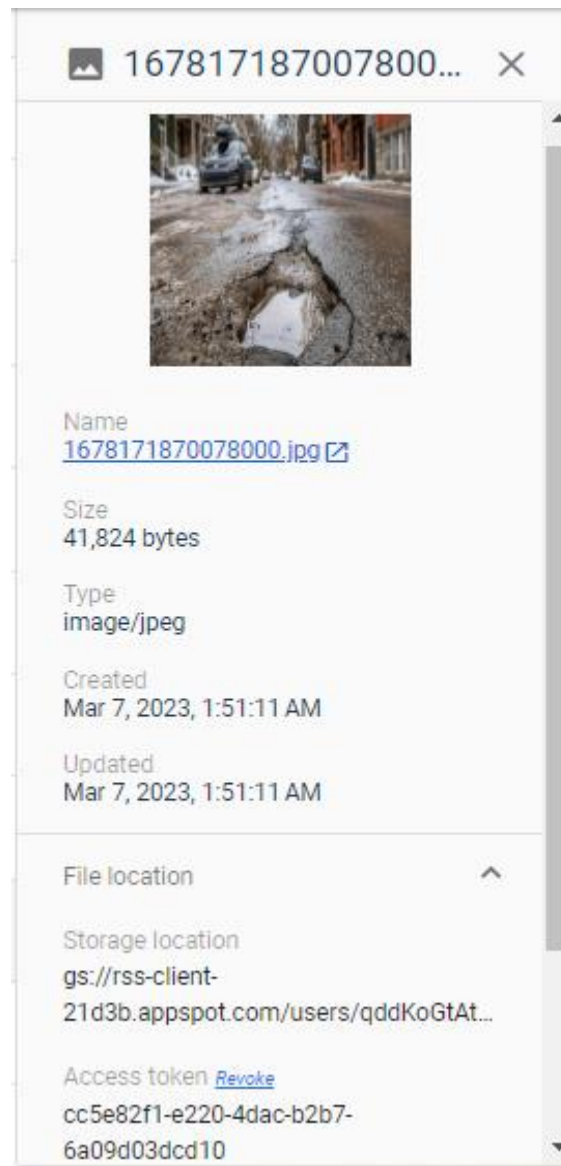 167817187007800...
Name
1678171870078000.jpg
Size
41,824 bytes
Type
image/jpeg
Created
Mar 7, 2023, 1:51:11 AM
Updated
Mar 7, 2023, 1:51:11 AM
File location
Storage location
gs://rss-client-
21d3b.appspot.com/users/qddKoGtAt...
Access token Revoke
cc5e82f1-e220-4dac-b2b7-
6a09d03dcd10